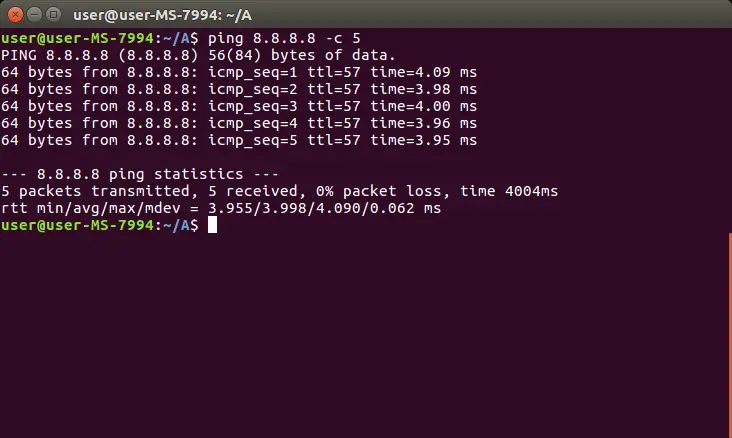 user@user-MS-7994: ~/A
user@user-MS-7994:~/A$ ping 8.8.8.8 -c 5
PING 8.8.8.8 (8.8.8.8) 56(84) bytes of data.
64 bytes from 8.8.8.8: icmp_seq=1 ttl=57 time=4.09 ms
64 bytes from 8.8.8.8: icmp_seq=2 ttl=57 time=3.98 ms
64 bytes from 8.8.8.8: icmp_seq=3 ttl=57 time=4.00 ms
64 bytes from 8.8.8.8: icmp_seq=4 ttl=57 time=3.96 ms
64 bytes from 8.8.8.8: icmp_seq=5 ttl=57 time=3.95 ms
--- 8.8.8.8 ping statistics ---
5 packets transmitted, 5 received, 0% packet loss, time 4004ms
rtt min/avg/max/mdev = 3.955/3.998/4.090/0.062 ms
user@user-MS-7994:~/A$